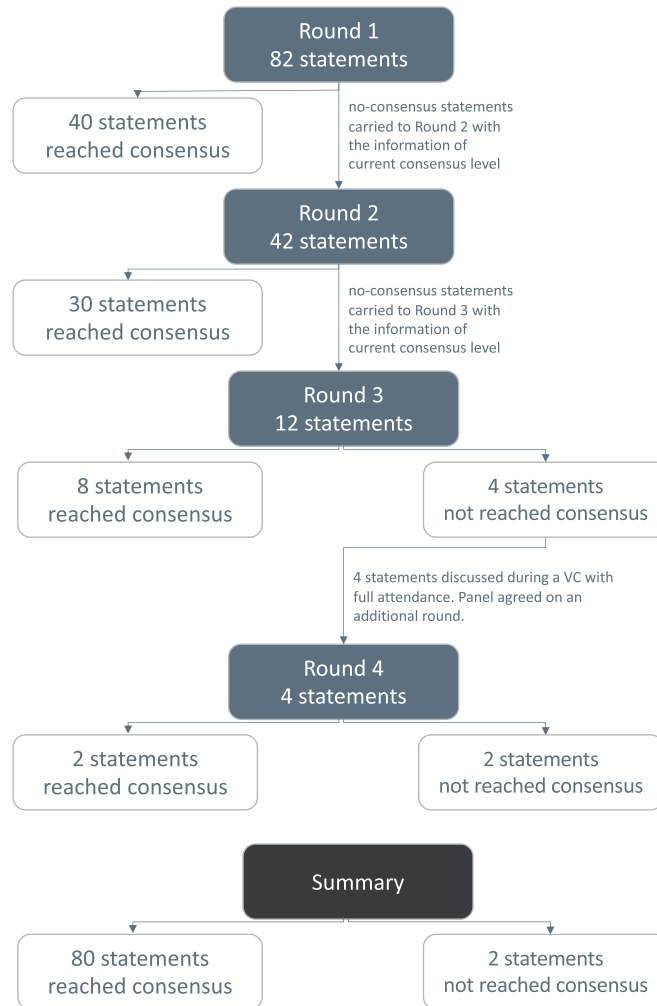 Round 1
82 statements
40 statements
reached consensus
no-consensus statements
carried to Round 2 with
the information of
current consensus level
Round 2
42 statements
30 statements
reached consensus
no-consensus statements
carried to Round 3 with
the information of
current consensus level
Round 3
12 statements
8 statements
reached consensus
4 statements
not reached consensus
4 statements discussed during a VC with
full attendance. Panel agreed on an
additional round.
Round 4
4 statements
2 statements
reached consensus
2 statements
not reached consensus
Summary
80 statements
reached consensus
2 statements
not reached consensus